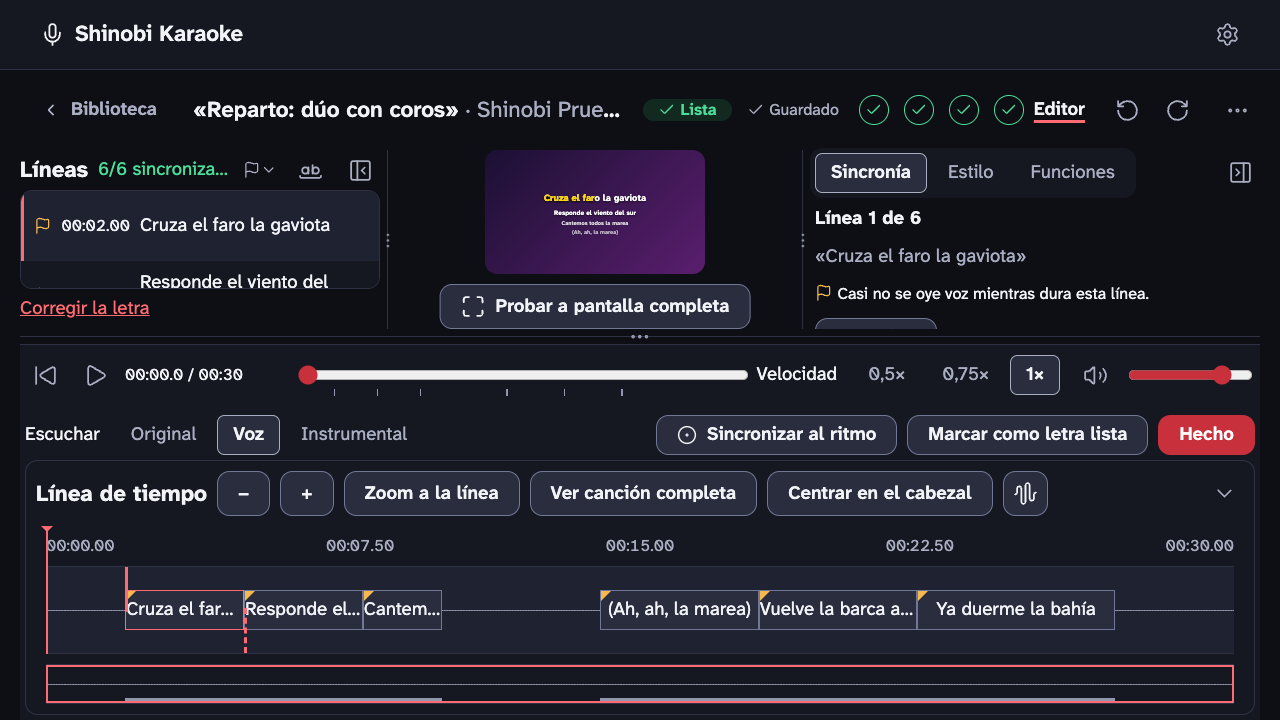 Shinobi Karaoke
Biblioteca
«Reparto: dúo con coros» · Shinobi Prue...
Lista
Guardado
Editor
Líneas
6/6 sincroniza...
ab
00:02.00 Cruza el faro la gaviota
Responde el viento del
Corregir la letra
Cruza el faro la gaviota
Responde el viento del sur
Cantemos todos la marea
(Ah, ah, la marea)
Probar a pantalla completa
Sincronía
Estilo
Funciones
Línea 1 de 6
«Cruza el faro la gaviota»
Casi no se oye voz mientras dura esta línea.
00:00.0 / 00:30
Velocidad
0,5×
0,75×
1×
Escuchar
Original
Voz
Instrumental
Sincronizar al ritmo
Marcar como letra lista
Hecho
Línea de tiempo
−
+
Zoom a la línea
Ver canción completa
Centrar en el cabezal
00:00.00
00:07.50
00:15.00
00:22.50
00:30.00
Cruza el far...
Responde el...
Cantem...
(Ah, ah, la marea)
Vuelve la barca a...
Ya duerme la bahía